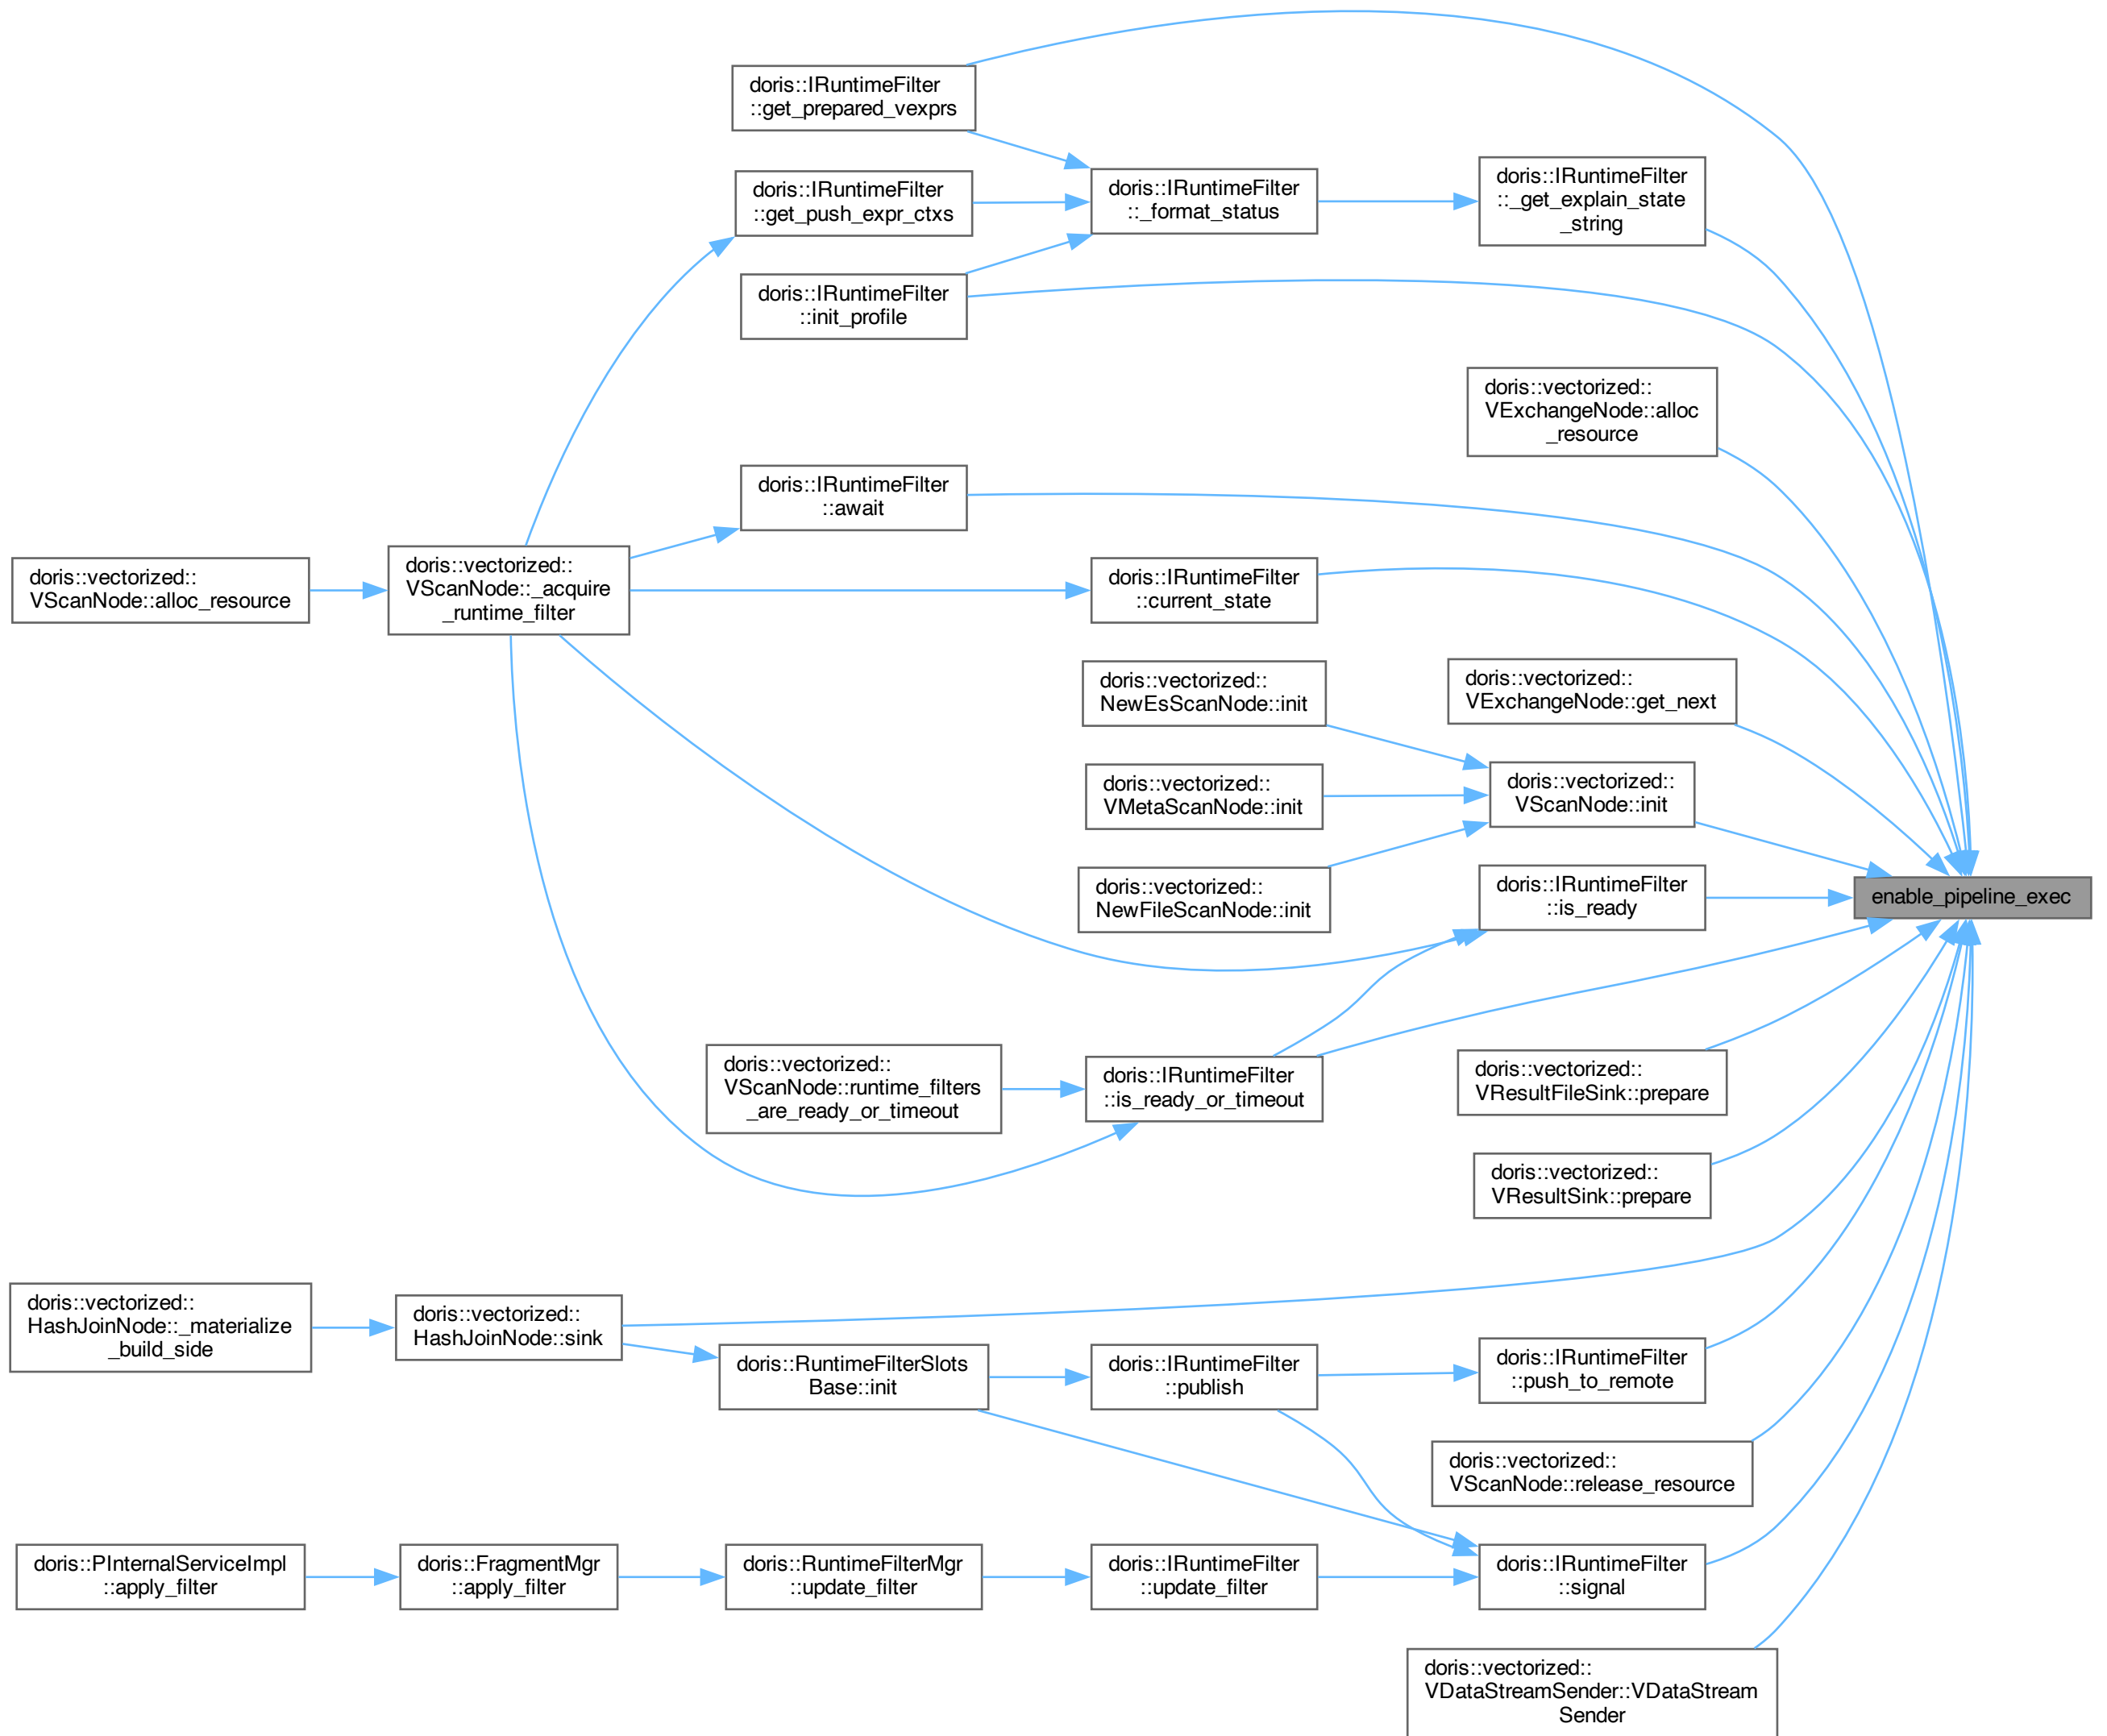 doris::IRuntimeFilter
::get_prepared_vexprs
doris::IRuntimeFilter
::get_push_expr_ctxs
doris::IRuntimeFilter
::_format_status
doris::IRuntimeFilter
::_get_explain_state
_string
doris::IRuntimeFilter
::init_profile
doris::vectorized::
VExchangeNode::alloc
_resource
doris::IRuntimeFilter
::await
doris::vectorized::
VScanNode::alloc_resource
doris::vectorized::
VScanNode::_acquire
_runtime_filter
doris::IRuntimeFilter
::current_state
doris::vectorized::
NewEsScanNode::init
doris::vectorized::
VExchangeNode::get_next
doris::vectorized::
VMetaScanNode::init
doris::vectorized::
VScanNode::init
doris::vectorized::
NewFileScanNode::init
doris::IRuntimeFilter
::is_ready
enable_pipeline_exec
doris::vectorized::
VScanNode::runtime_filters
_are_ready_or_timeout
doris::IRuntimeFilter
::is_ready_or_timeout
doris::vectorized::
VResultFileSink::prepare
doris::vectorized::
VResultSink::prepare
doris::vectorized::
HashJoinNode::_materialize
_build_side
doris::vectorized::
HashJoinNode::sink
doris::RuntimeFilterSlots
Base::init
doris::IRuntimeFilter
::publish
doris::IRuntimeFilter
::push_to_remote
doris::vectorized::
VScanNode::release_resource
doris::PInternalServiceImpl
::apply_filter
doris::FragmentMgr
::apply_filter
doris::RuntimeFilterMgr
::update_filter
doris::IRuntimeFilter
::update_filter
doris::IRuntimeFilter
::signal
doris::vectorized::
VDataStreamSender::VDataStream
Sender